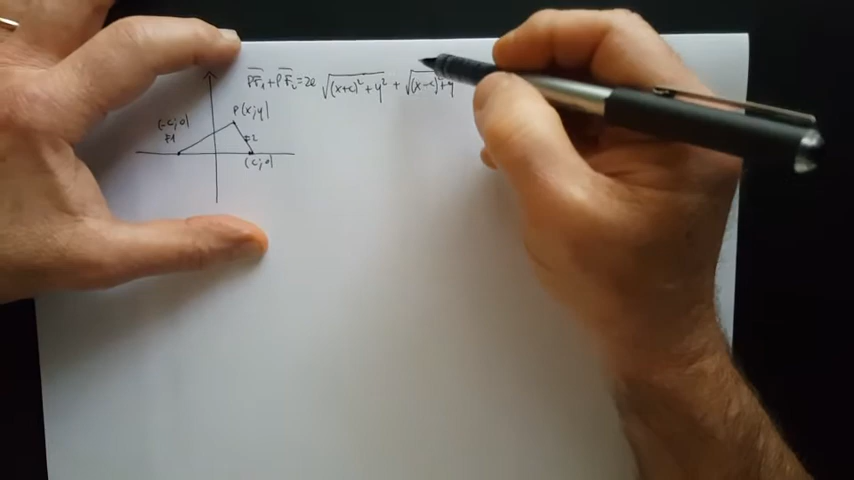 PF₁ + PF₂ = 2a √(x+c)² + y² + √(x-c)² + y
P(x;y)
(-c;0)
F1
F2
(c;0)